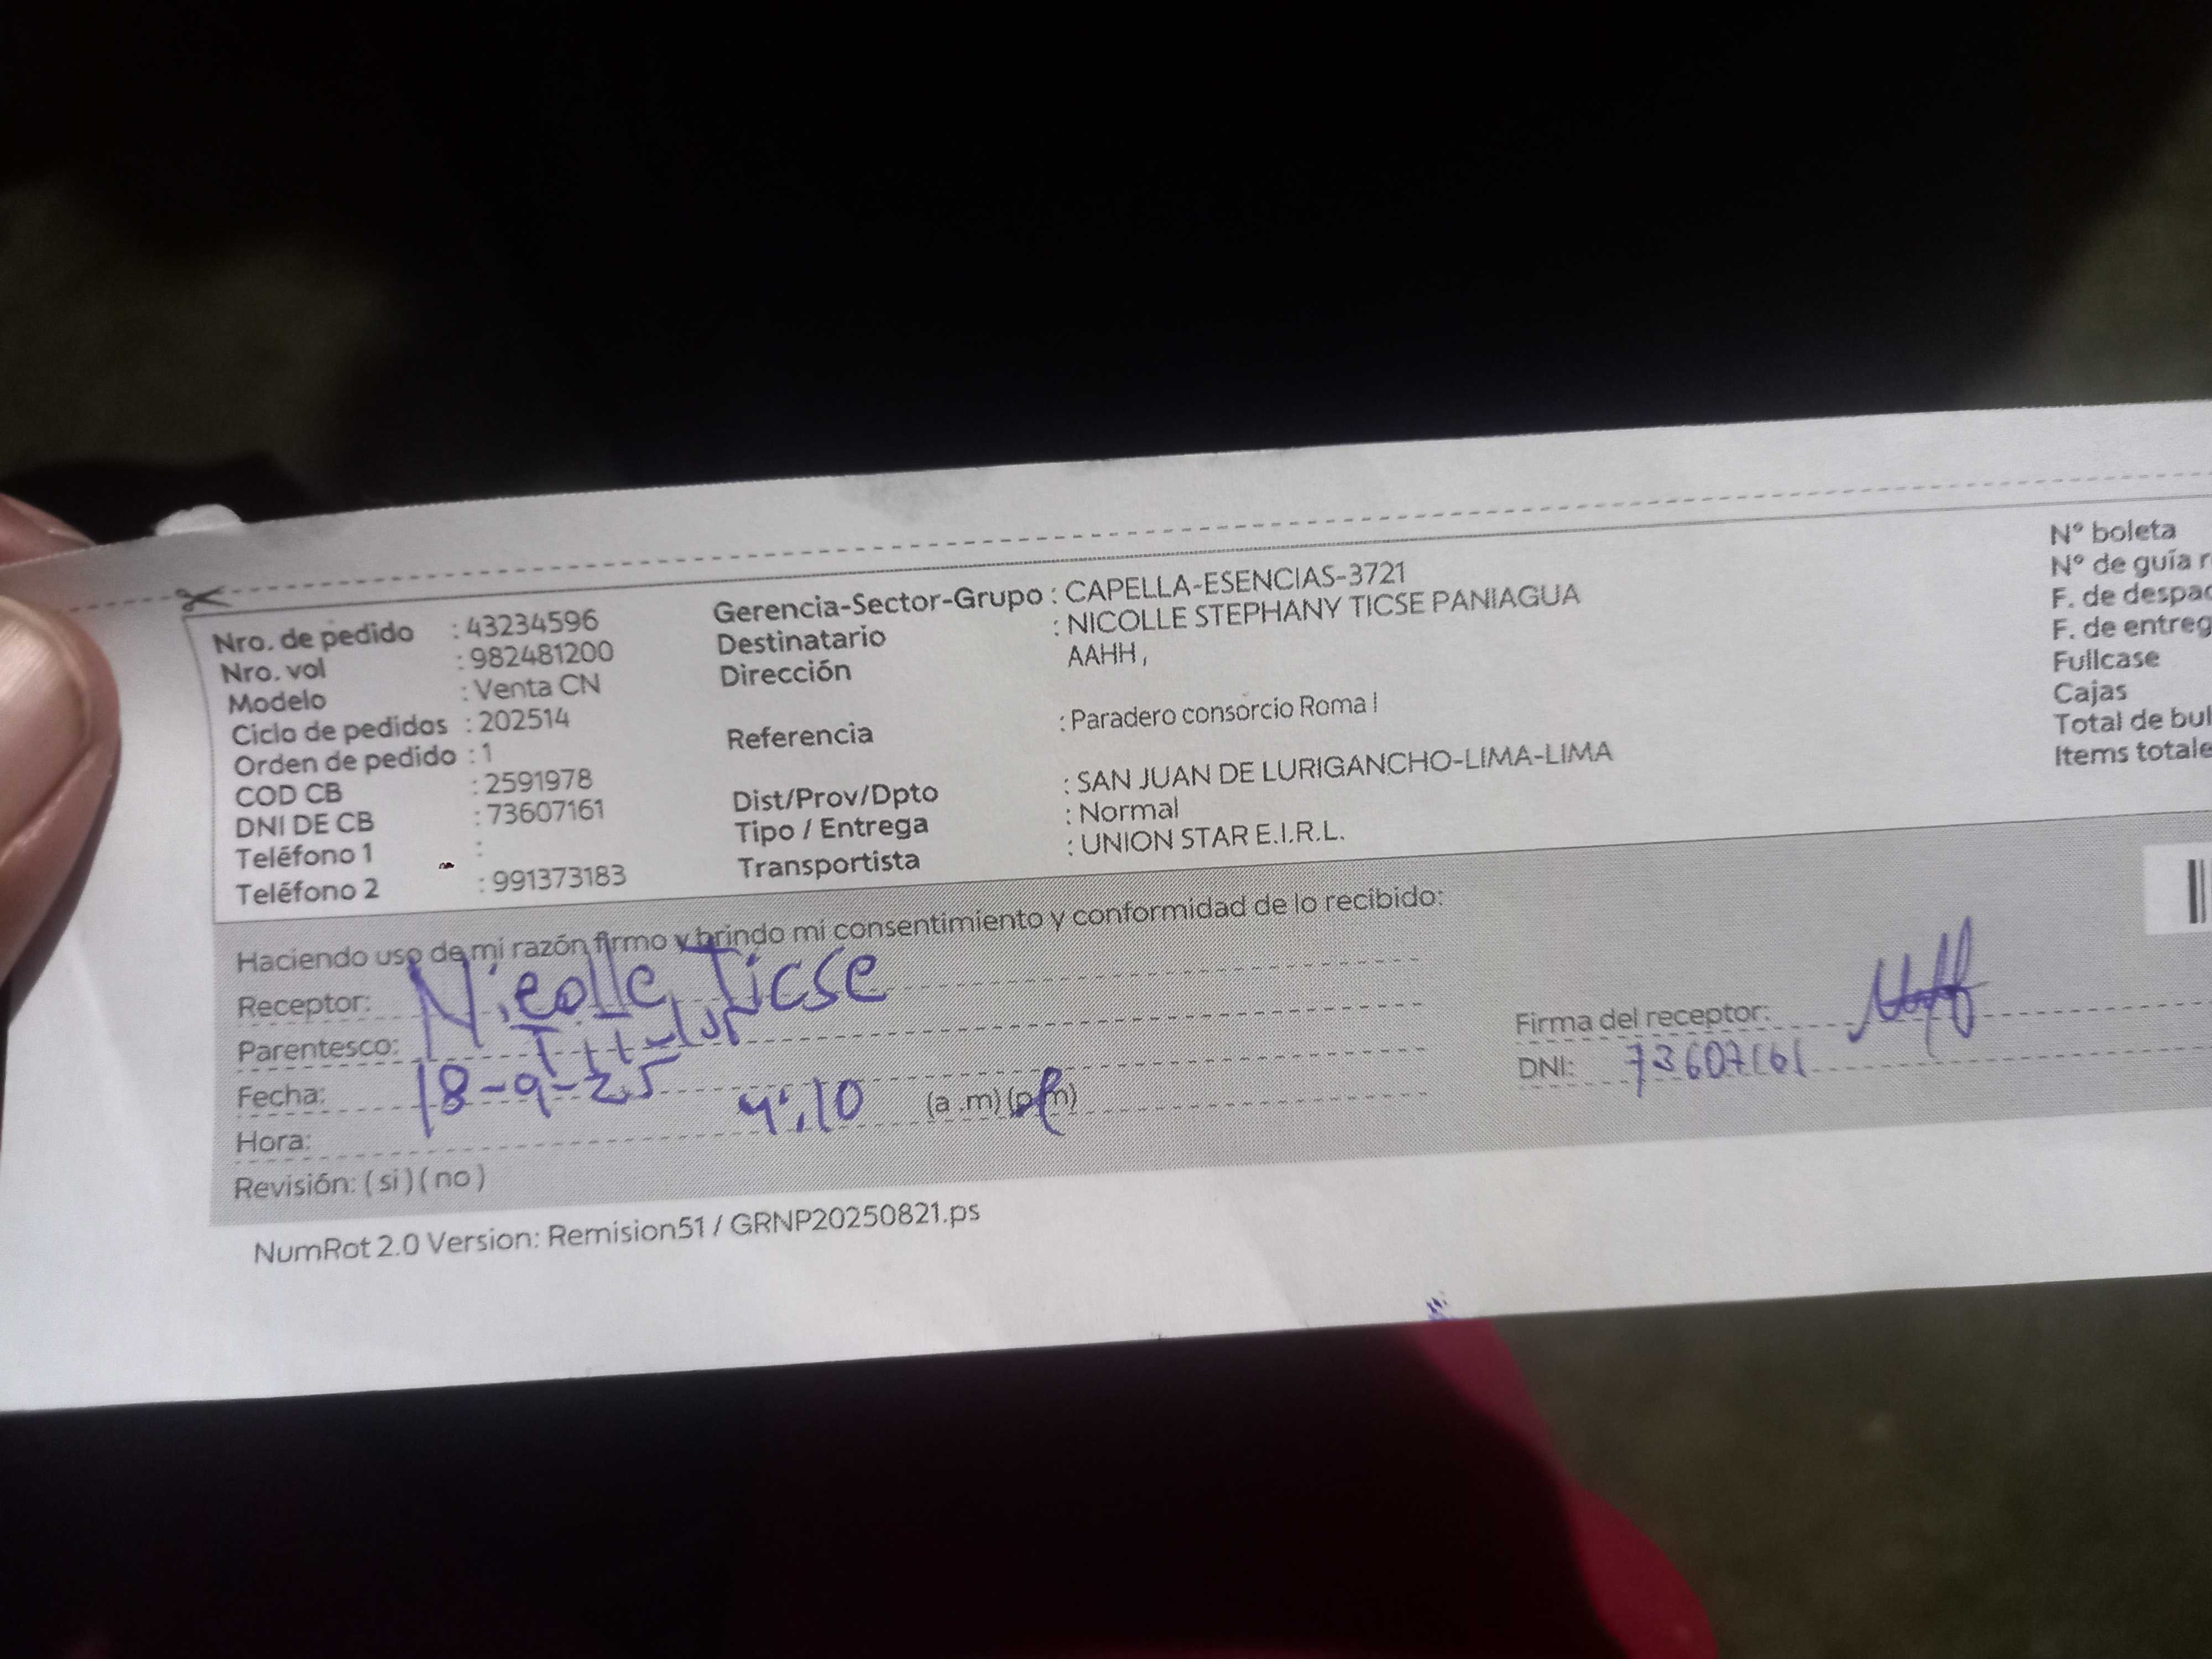 Nro. de pedido : 43234596
Nro. vol : 982481200
Modelo : Venta CN
Ciclo de pedidos : 202514
Orden de pedido : 1
COD CB : 2591978
DNI DE CB : 73607161
Teléfono 1 :
Teléfono 2 : 991373183
Gerencia-Sector-Grupo : CAPELLA-ESENCIAS-3721
Destinatario : NICOLLE STEPHANY TICSE PANIAGUA
Dirección AAHH ,
Referencia : Paradero consorcio Roma I
Dist/Prov/Dpto : SAN JUAN DE LURIGANCHO-LIMA-LIMA
Tipo / Entrega : Normal
Transportista : UNION STAR E.I.R.L.
N° boleta
N° de guía r
F. de despac
F. de entreg
Fullcase
Cajas
Total de bul
Items totale
Haciendo uso de mi razón firmo y brindo mi consentimiento y conformidad de lo recibido:
Receptor: Nicolle Ticse
Parentesco: Titular
Fecha: 18-9-25
Hora: 4:10 (a .m) (p.m)
Revisión: ( si ) ( no )
Firma del receptor:
DNI: 73607161
NumRot 2.0 Version: Remision51 / GRNP20250821.ps